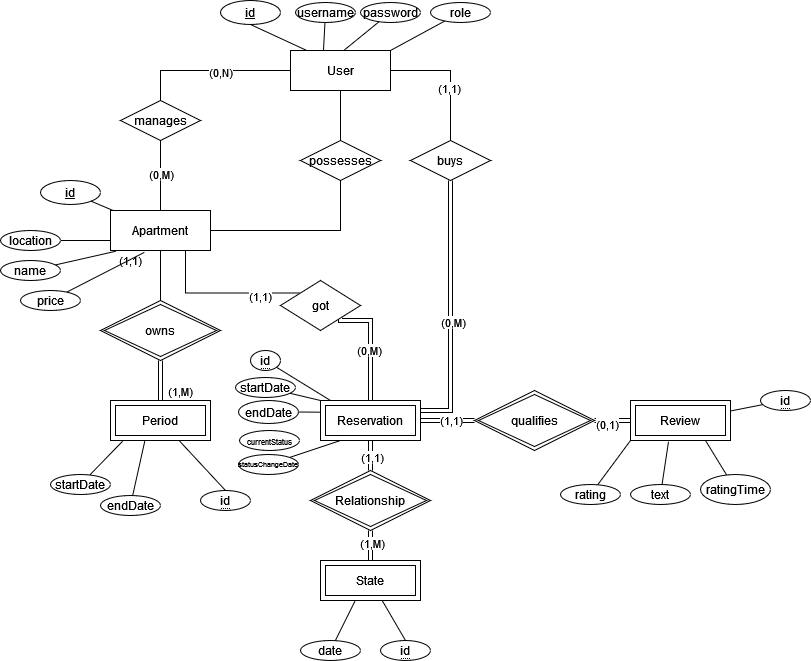 id
username
password
role
User
(0,N)
(1,1)
manages
possesses
buys
(0,M)
id
Apartment
location
name
(1,1)
price
(1,1)
got
owns
(0,M)
(0,M)
id
startDate
endDate
(1,M)
Period
Reservation
(1,1)
qualifies
(0,1)
Review
id
currentStatus
statusChangeDate
(1,1)
startDate
endDate
id
Relationship
rating
text
ratingTime
(1,M)
State
date
id